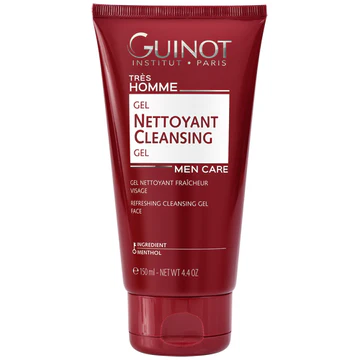 GUINOT
INSTITUT • PARIS
TRÈS
HOMME
GEL
NETTOYANT
CLEANSING
GEL
MEN CARE
GEL NETTOYANT FRAÎCHEUR
VISAGE
REFRESHING CLEANSING GEL
FACE
INGREDIENT
MENTHOL
e 150 ml - NET WT 4.4 OZ